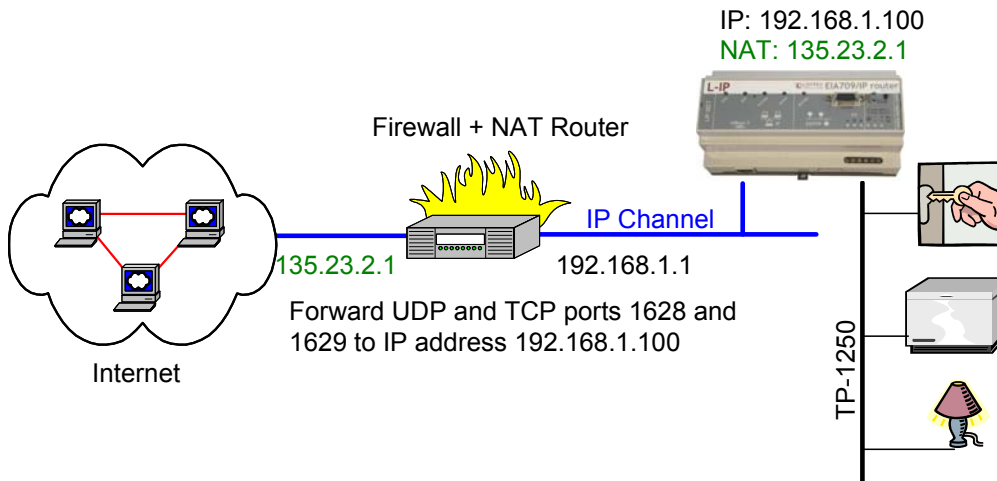 IP: 192.168.1.100
NAT: 135.23.2.1
L-IP
EIA709/IP router
Firewall + NAT Router
IP Channel
135.23.2.1
192.168.1.1
Forward UDP and TCP ports 1628 and
1629 to IP address 192.168.1.100
Internet
TP-1250